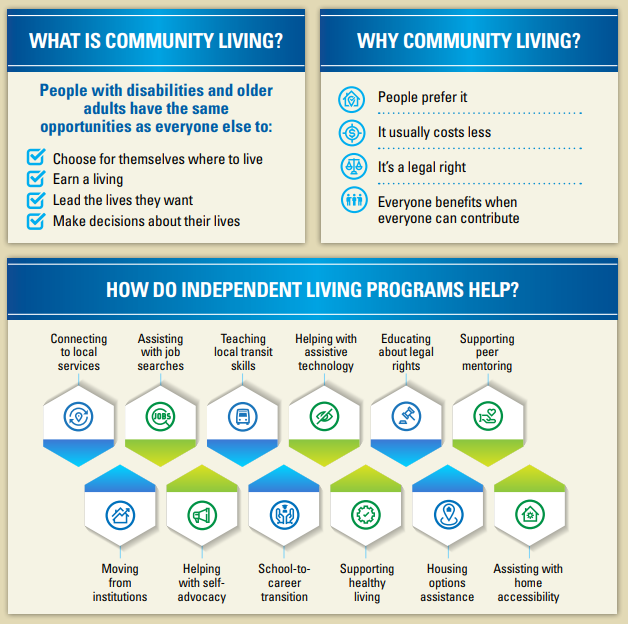 WHAT IS COMMUNITY LIVING?
People with disabilities and older
adults have the same
opportunities as everyone else to:
Choose for themselves where to live
Earn a living
Lead the lives they want
Make decisions about their lives
WHY COMMUNITY LIVING?
People prefer it
It usually costs less
It's a legal right
Everyone benefits when
everyone can contribute
HOW DO INDEPENDENT LIVING PROGRAMS HELP?
Connecting
to local
services
Assisting
with job
searches
Teaching
local transit
skills
Helping with
assistive
technology
Educating
about legal
rights
Supporting
peer
mentoring
JOBS
Moving
from
institutions
Helping
with self-
advocacy
School-to-
career
transition
Supporting
healthy
living
Housing
options
assistance
Assisting with
home
accessibility